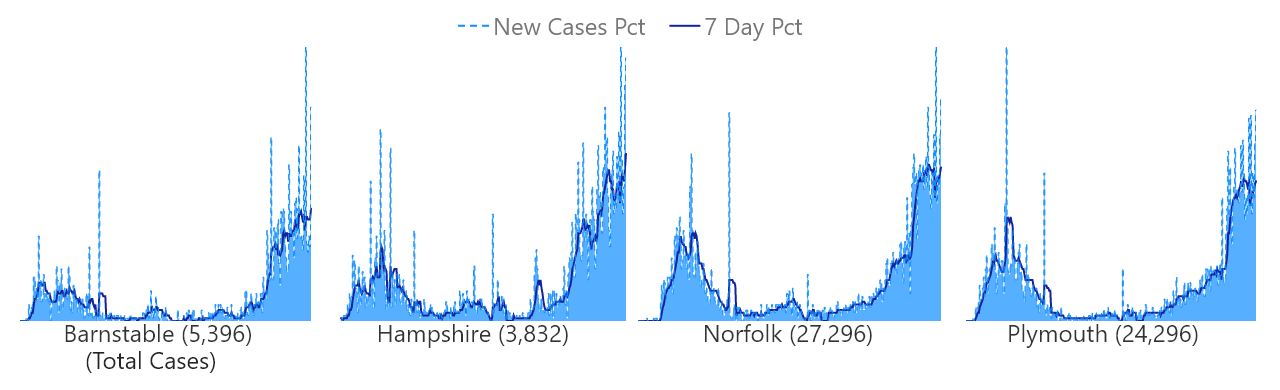 New Cases Pct 7 Day Pct
Barnstable (5,396) Hampshire (3,832) Norfolk (27,296) Plymouth (24,296)
(Total Cases)